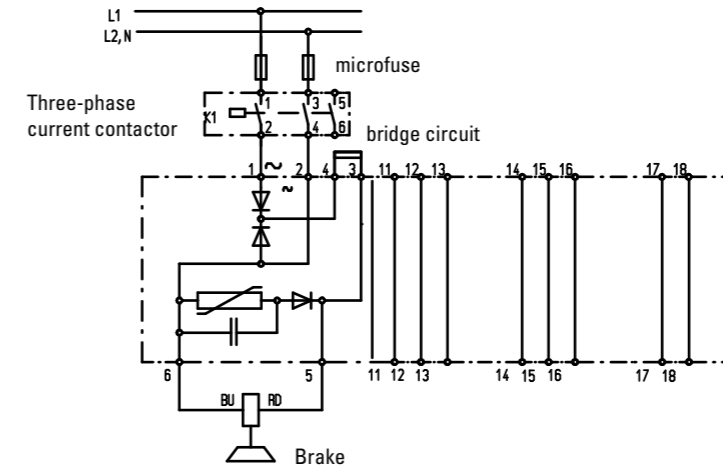 L1
L2, N
microfuse
Three-phase
current contactor
K1
1 3 5
2 4 6
bridge circuit
1 ~ 2 4 3 11 12 13 14 15 16 17 18
~
6 5 11 12 13 14 15 16 17 18
BU RD
Brake